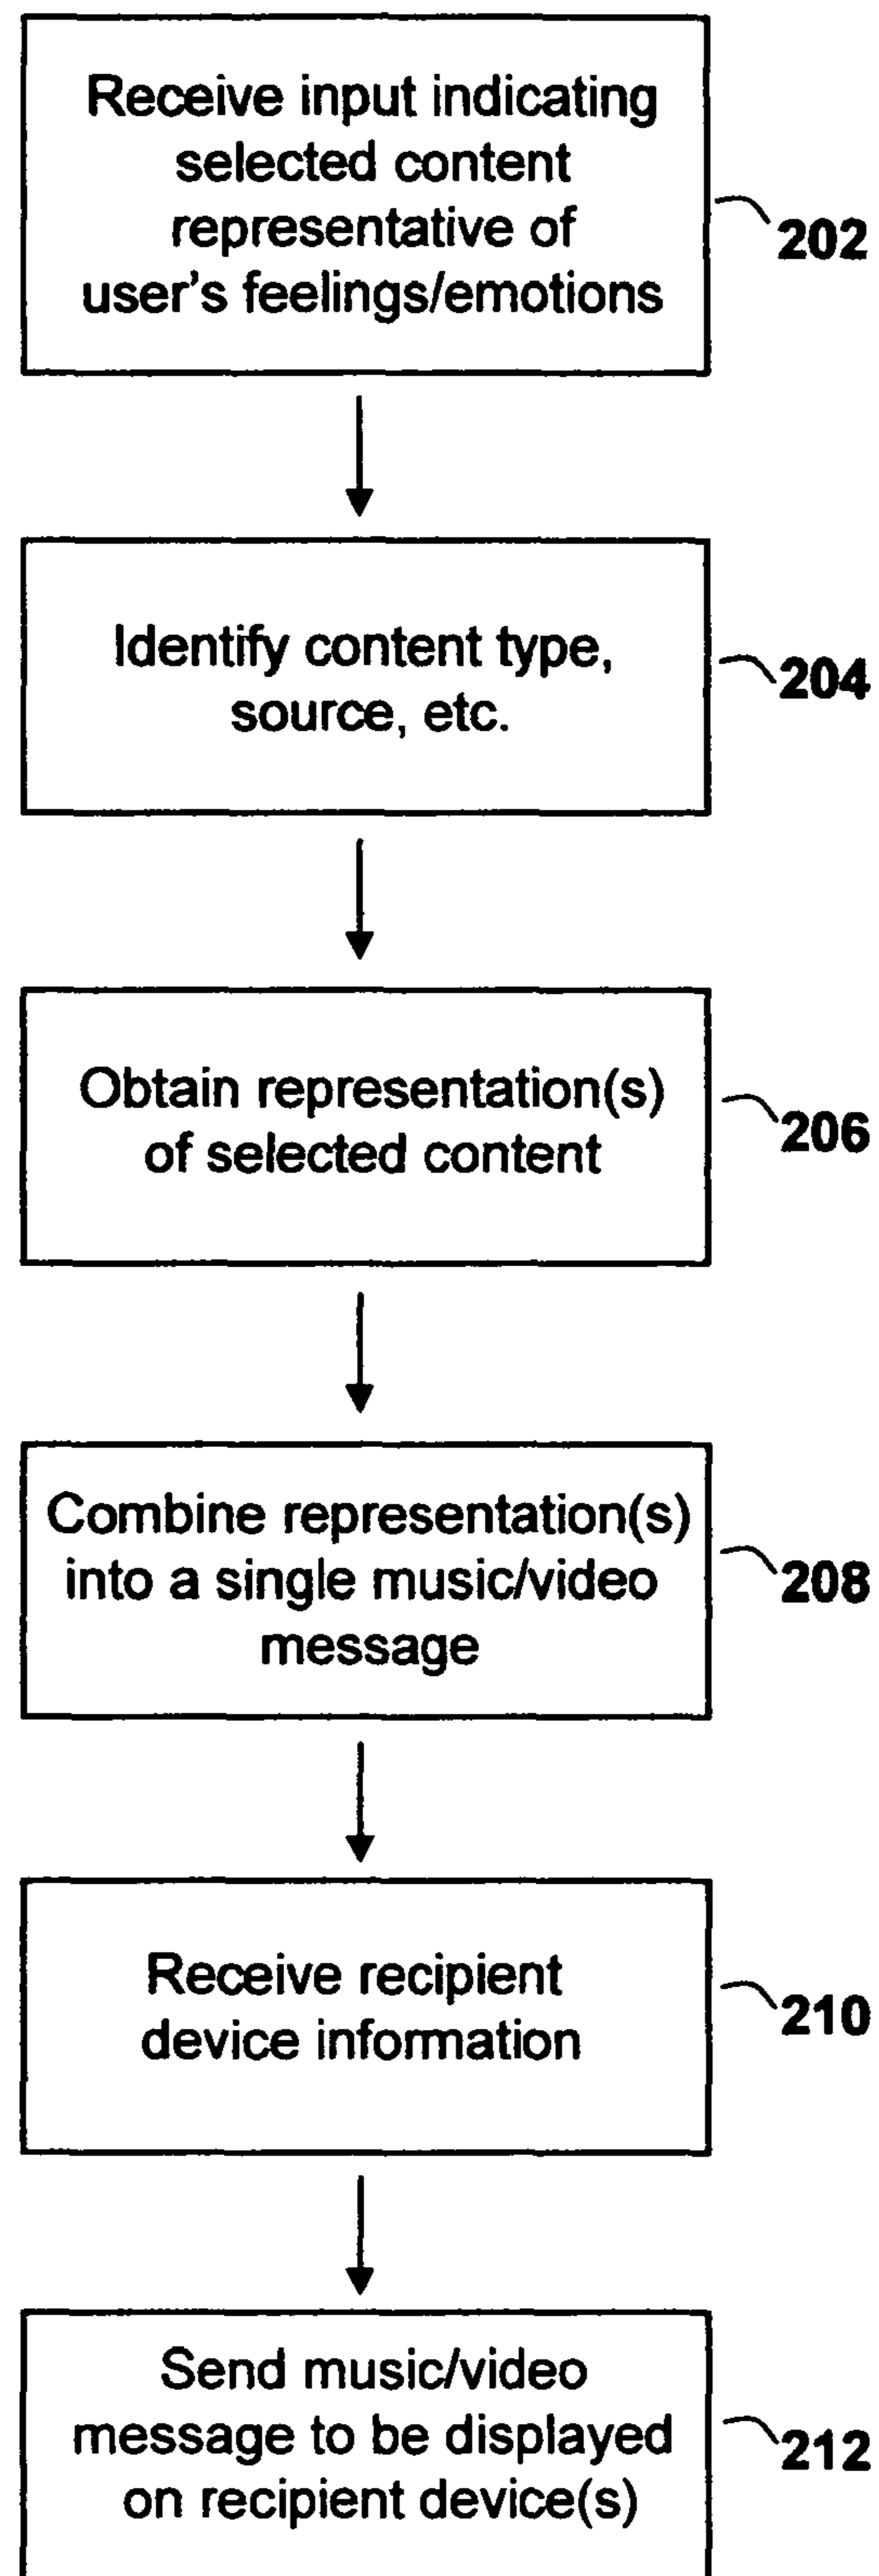 Receive input indicating
selected content
representative of
user's feelings/emotions
202
Identify content type,
source, etc.
204
Obtain representation(s)
of selected content
206
Combine representation(s)
into a single music/video
message
208
Receive recipient
device information
210
Send music/video
message to be displayed
on recipient device(s)
212